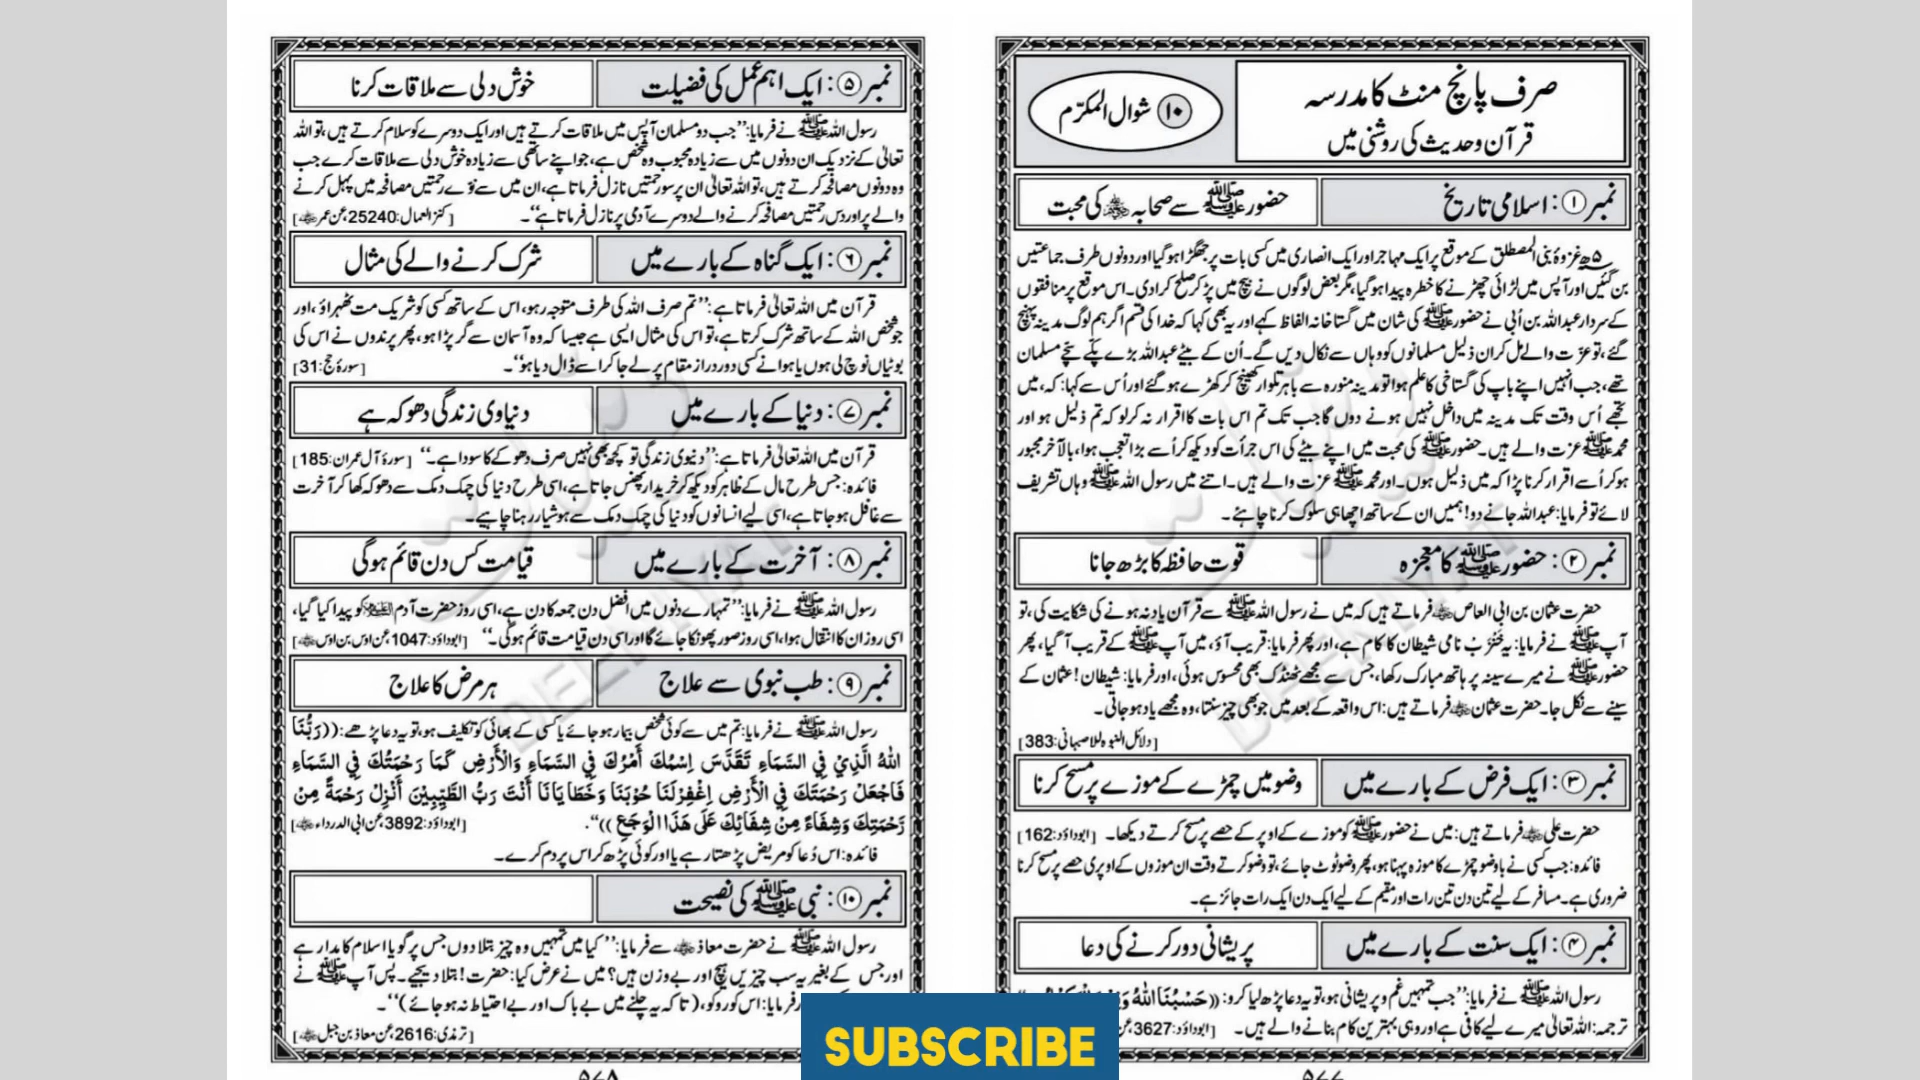 صرف پانچ منٹ کا مدرسہ
قرآن و حدیث کی روشنی میں
۱۰ شوال المکرّم
نمبر ۱: اسلامی تاریخ
حضور ﷺ سے صحابہ ؓ کی محبت
۵ھ غزوۂ بنی المصطلق کے موقع پر ایک مہاجر اور ایک انصاری میں کسی بات پر جھگڑا ہو گیا اور دونوں طرف جماعتیں
بن گئیں اور آپس میں لڑائی چھڑنے کا خطرہ پیدا ہو گیا، مگر بعض لوگوں نے بیچ میں پڑ کر صلح کرا دی۔ اس موقع پر منافقوں
کے سردار عبداللہ بن اُبی نے حضور ﷺ کی شان میں گستاخانہ الفاظ کہے اور یہ بھی کہا کہ خدا کی قسم اگر ہم لوگ مدینہ پہنچ
گئے، تو عزت والے مل کر ان ذلیل مسلمانوں کو وہاں سے نکال دیں گے۔ اُن کے بیٹے عبداللہ بڑے پکّے سچّے مسلمان
تھے، جب انہیں اپنے باپ کی گستاخی کا علم ہوا تو مدینہ منورہ سے باہر تلوار کھینچ کر کھڑے ہو گئے اور اُس سے کہا: کہ، میں
تجھے اُس وقت تک مدینہ میں داخل نہیں ہونے دوں گا جب تک تم اس بات کا اقرار نہ کر لو کہ تم ذلیل ہو اور
محمد ﷺ عزت والے ہیں۔ حضور ﷺ کی محبت میں اپنے بیٹے کی اس جرأت کو دیکھ کر اُسے بڑا تعجب ہوا، بالآخر مجبور
ہو کر اُسے اقرار کرنا پڑا کہ میں ذلیل ہوں۔ اور محمد ﷺ عزت والے ہیں۔ اتنے میں رسول اللہ ﷺ وہاں تشریف
لائے تو فرمایا: عبداللہ جانے دو! ہمیں ان کے ساتھ اچھا ہی سلوک کرنا چاہئے۔
نمبر ۲: حضور ﷺ کا معجزہ
قوت حافظہ کا بڑھ جانا
حضرت عثمان بن ابی العاص ؓ فرماتے ہیں کہ میں نے رسول اللہ ﷺ سے قرآن یاد نہ ہونے کی شکایت کی، تو
آپ ﷺ نے فرمایا: یہ خَنْزَبْ نامی شیطان کا کام ہے، اور پھر فرمایا: قریب آؤ، میں آپ ﷺ کے قریب آ گیا، پھر
حضور ﷺ نے میرے سینہ پر ہاتھ مبارک رکھا، جس سے مجھے ٹھنڈک بھی محسوس ہوئی، اور فرمایا: شیطان! عثمان کے
سینے سے نکل جا۔ حضرت عثمان ؓ فرماتے ہیں: اس واقعہ کے بعد میں جو بھی چیز سنتا، وہ مجھے یاد ہو جاتی۔
[دلائل النبوہ للاصبہانی: 383]
نمبر ۳: ایک فرض کے بارے میں
وضو میں چمڑے کے موزے پر مسح کرنا
حضرت علی ؓ فرماتے ہیں: میں نے حضور ﷺ کو موزے کے اوپر کے حصے پر مسح کرتے دیکھا۔ [ابوداؤد: 162]
فائدہ: جب کسی نے باوضو چمڑے کا موزہ پہنا ہو، پھر وضو ٹوٹ جائے، تو وضو کرتے وقت ان موزوں کے اوپری حصے پر مسح کرنا
ضروری ہے۔ مسافر کے لیے تین دن تین رات اور مقیم کے لیے ایک دن ایک رات جائز ہے۔
نمبر ۴: ایک سنت کے بارے میں
پریشانی دور کرنے کی دعا
رسول اللہ ﷺ نے فرمایا: ’’جب تمہیں غم و پریشانی ہو، تو یہ دعا پڑھ لیا کرو: ((حَسْبُنَا اللهُ
ترجمہ: اللہ تعالیٰ میرے لیے کافی ہے اور وہی بہترین کام بنانے والے ہیں۔ [ابوداؤد: 3627، عن
۵۷۷
نمبر ۵: ایک اہم عمل کی فضیلت
خوش دلی سے ملاقات کرنا
رسول اللہ ﷺ نے فرمایا: ’’جب دو مسلمان آپس میں ملاقات کرتے ہیں اور ایک دوسرے کو سلام کرتے ہیں، تو اللہ
تعالیٰ کے نزدیک ان دونوں میں سے زیادہ محبوب وہ شخص ہے، جو اپنے ساتھی سے زیادہ خوش دلی سے ملاقات کرے جب
وہ دونوں مصافحہ کرتے ہیں، تو اللہ تعالیٰ ان پر سو رحمتیں نازل فرماتا ہے، ان میں سے نوّے رحمتیں مصافحہ میں پہل کرنے
والے پر اور دس رحمتیں مصافحہ کرنے والے دوسرے آدمی پر نازل فرماتا ہے‘‘۔ [کنز العمال: 25240، عن عمر ؓ]
نمبر ۶: ایک گناہ کے بارے میں
شرک کرنے والے کی مثال
قرآن میں اللہ تعالیٰ فرماتا ہے: ’’تم صرف اللہ کی طرف متوجہ رہو، اس کے ساتھ کسی کو شریک مت ٹھہراؤ، اور
جو شخص اللہ کے ساتھ شرک کرتا ہے، تو اس کی مثال ایسی ہے جیسا کہ وہ آسمان سے گر پڑا ہو، پھر پرندوں نے اس کی
بوٹیاں نوچ لی ہوں یا ہوا نے کسی دور دراز مقام پر لے جا کر اسے ڈال دیا ہو‘‘۔ [سورۂ حج: 31]
نمبر ۷: دنیا کے بارے میں
دنیاوی زندگی دھوکہ ہے
قرآن میں اللہ تعالیٰ فرماتا ہے: ’’دنیوی زندگی تو کچھ بھی نہیں صرف دھوکے کا سودا ہے۔‘‘ [سورۂ آل عمران: 185]
فائدہ: جس طرح مال کے ظاہر کو دیکھ کر خریدار پھنس جاتا ہے، اسی طرح دنیا کی چمک دمک سے دھوکہ کھا کر آخرت
سے غافل ہو جاتا ہے، اسی لیے انسانوں کو دنیا کی چمک دمک سے ہوشیار رہنا چاہیے۔
نمبر ۸: آخرت کے بارے میں
قیامت کس دن قائم ہوگی
رسول اللہ ﷺ نے فرمایا: ’’تمہارے دنوں میں افضل دن جمعہ کا دن ہے، اسی روز حضرت آدم علیہ السلام کو پیدا کیا گیا،
اسی روز ان کا انتقال ہوا، اسی روز صور پھونکا جائے گا اور اسی دن قیامت قائم ہوگی۔‘‘ [ابوداؤد: 1047، عن اوس بن اوس ؓ]
نمبر ۹: طب نبوی سے علاج
ہر مرض کا علاج
رسول اللہ ﷺ نے فرمایا: تم میں سے کوئی شخص بیمار ہو جائے یا کسی کے بھائی کو تکلیف ہو، تو یہ دعا پڑھے: ((رَبُّنَا
اللهُ الَّذِيْ فِي السَّمَاءِ تَقَدَّسَ اِسْمُكَ أَمْرُكَ فِي السَّمَاءِ وَالْأَرْضِ كَمَا رَحْمَتُكَ فِي السَّمَاءِ
فَاجْعَلْ رَحْمَتَكَ فِي الْأَرْضِ اِغْفِرْ لَنَا حُوْبَنَا وَخَطَايَانَا أَنْتَ رَبُّ الطَّيِّبِيْنَ أَنْزِلْ رَحْمَةً مِنْ
رَّحْمَتِكَ وَشِفَاءً مِنْ شِفَائِكَ عَلَى هٰذَا الْوَجَعِ))‘‘۔ [ابوداؤد: 3892، عن ابی الدرداء ؓ]
فائدہ: اس دُعا کو مریض پڑھتا رہے یا اور کوئی پڑھ کر اس پر دم کرے۔
نمبر ۱۰: نبی ﷺ کی نصیحت
رسول اللہ ﷺ نے حضرت معاذ ؓ سے فرمایا: ’’کیا میں تمہیں وہ چیز بتلا دوں جس پر گویا اسلام کا مدار ہے
اور جس کے بغیر یہ سب چیزیں ہیچ اور بے وزن ہیں؟ میں نے عرض کیا: حضرت! بتلا دیجیے۔ پس آپ ﷺ نے
فرمایا: اس کو روکو، (تاکہ یہ چلنے میں بے باک اور بے احتیاط نہ ہو جائے)‘‘۔
[ترمذی: 2616، عن معاذ بن جبل ؓ]
۵۷۸
DEENIYAT
DEENIYAT
SUBSCRIBE